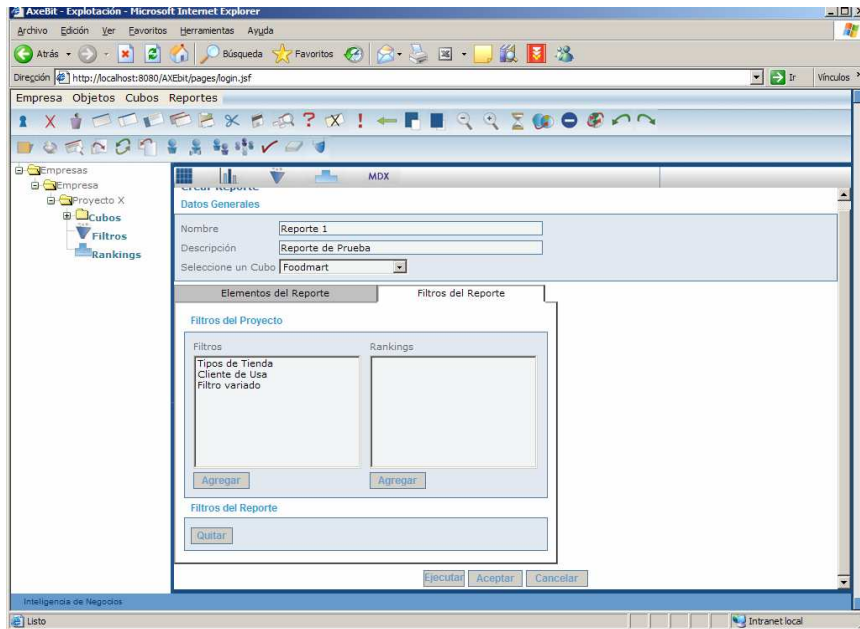 AxeBit - Explotación - Microsoft Internet Explorer
Archivo Edición Ver Favoritos Herramientas Ayuda
Atrás Búsqueda Favoritos
Dirección http://localhost:8080/AXEbit/pages/login.jsf Ir Vínculos »
Empresa Objetos Cubos Reportes
Empresas
Empresa
Proyecto X
Cubos
Filtros
Rankings
MDX
Crear Reporte
Datos Generales
Nombre Reporte 1
Descripción Reporte de Prueba
Seleccione un Cubo Foodmart
Elementos del Reporte Filtros del Reporte
Filtros del Proyecto
Filtros Rankings
Tipos de Tienda
Cliente de Usa
Filtro variado
Agregar Agregar
Filtros del Reporte
Quitar
Ejecutar Aceptar Cancelar
Inteligencia de Negocios
Listo Intranet local